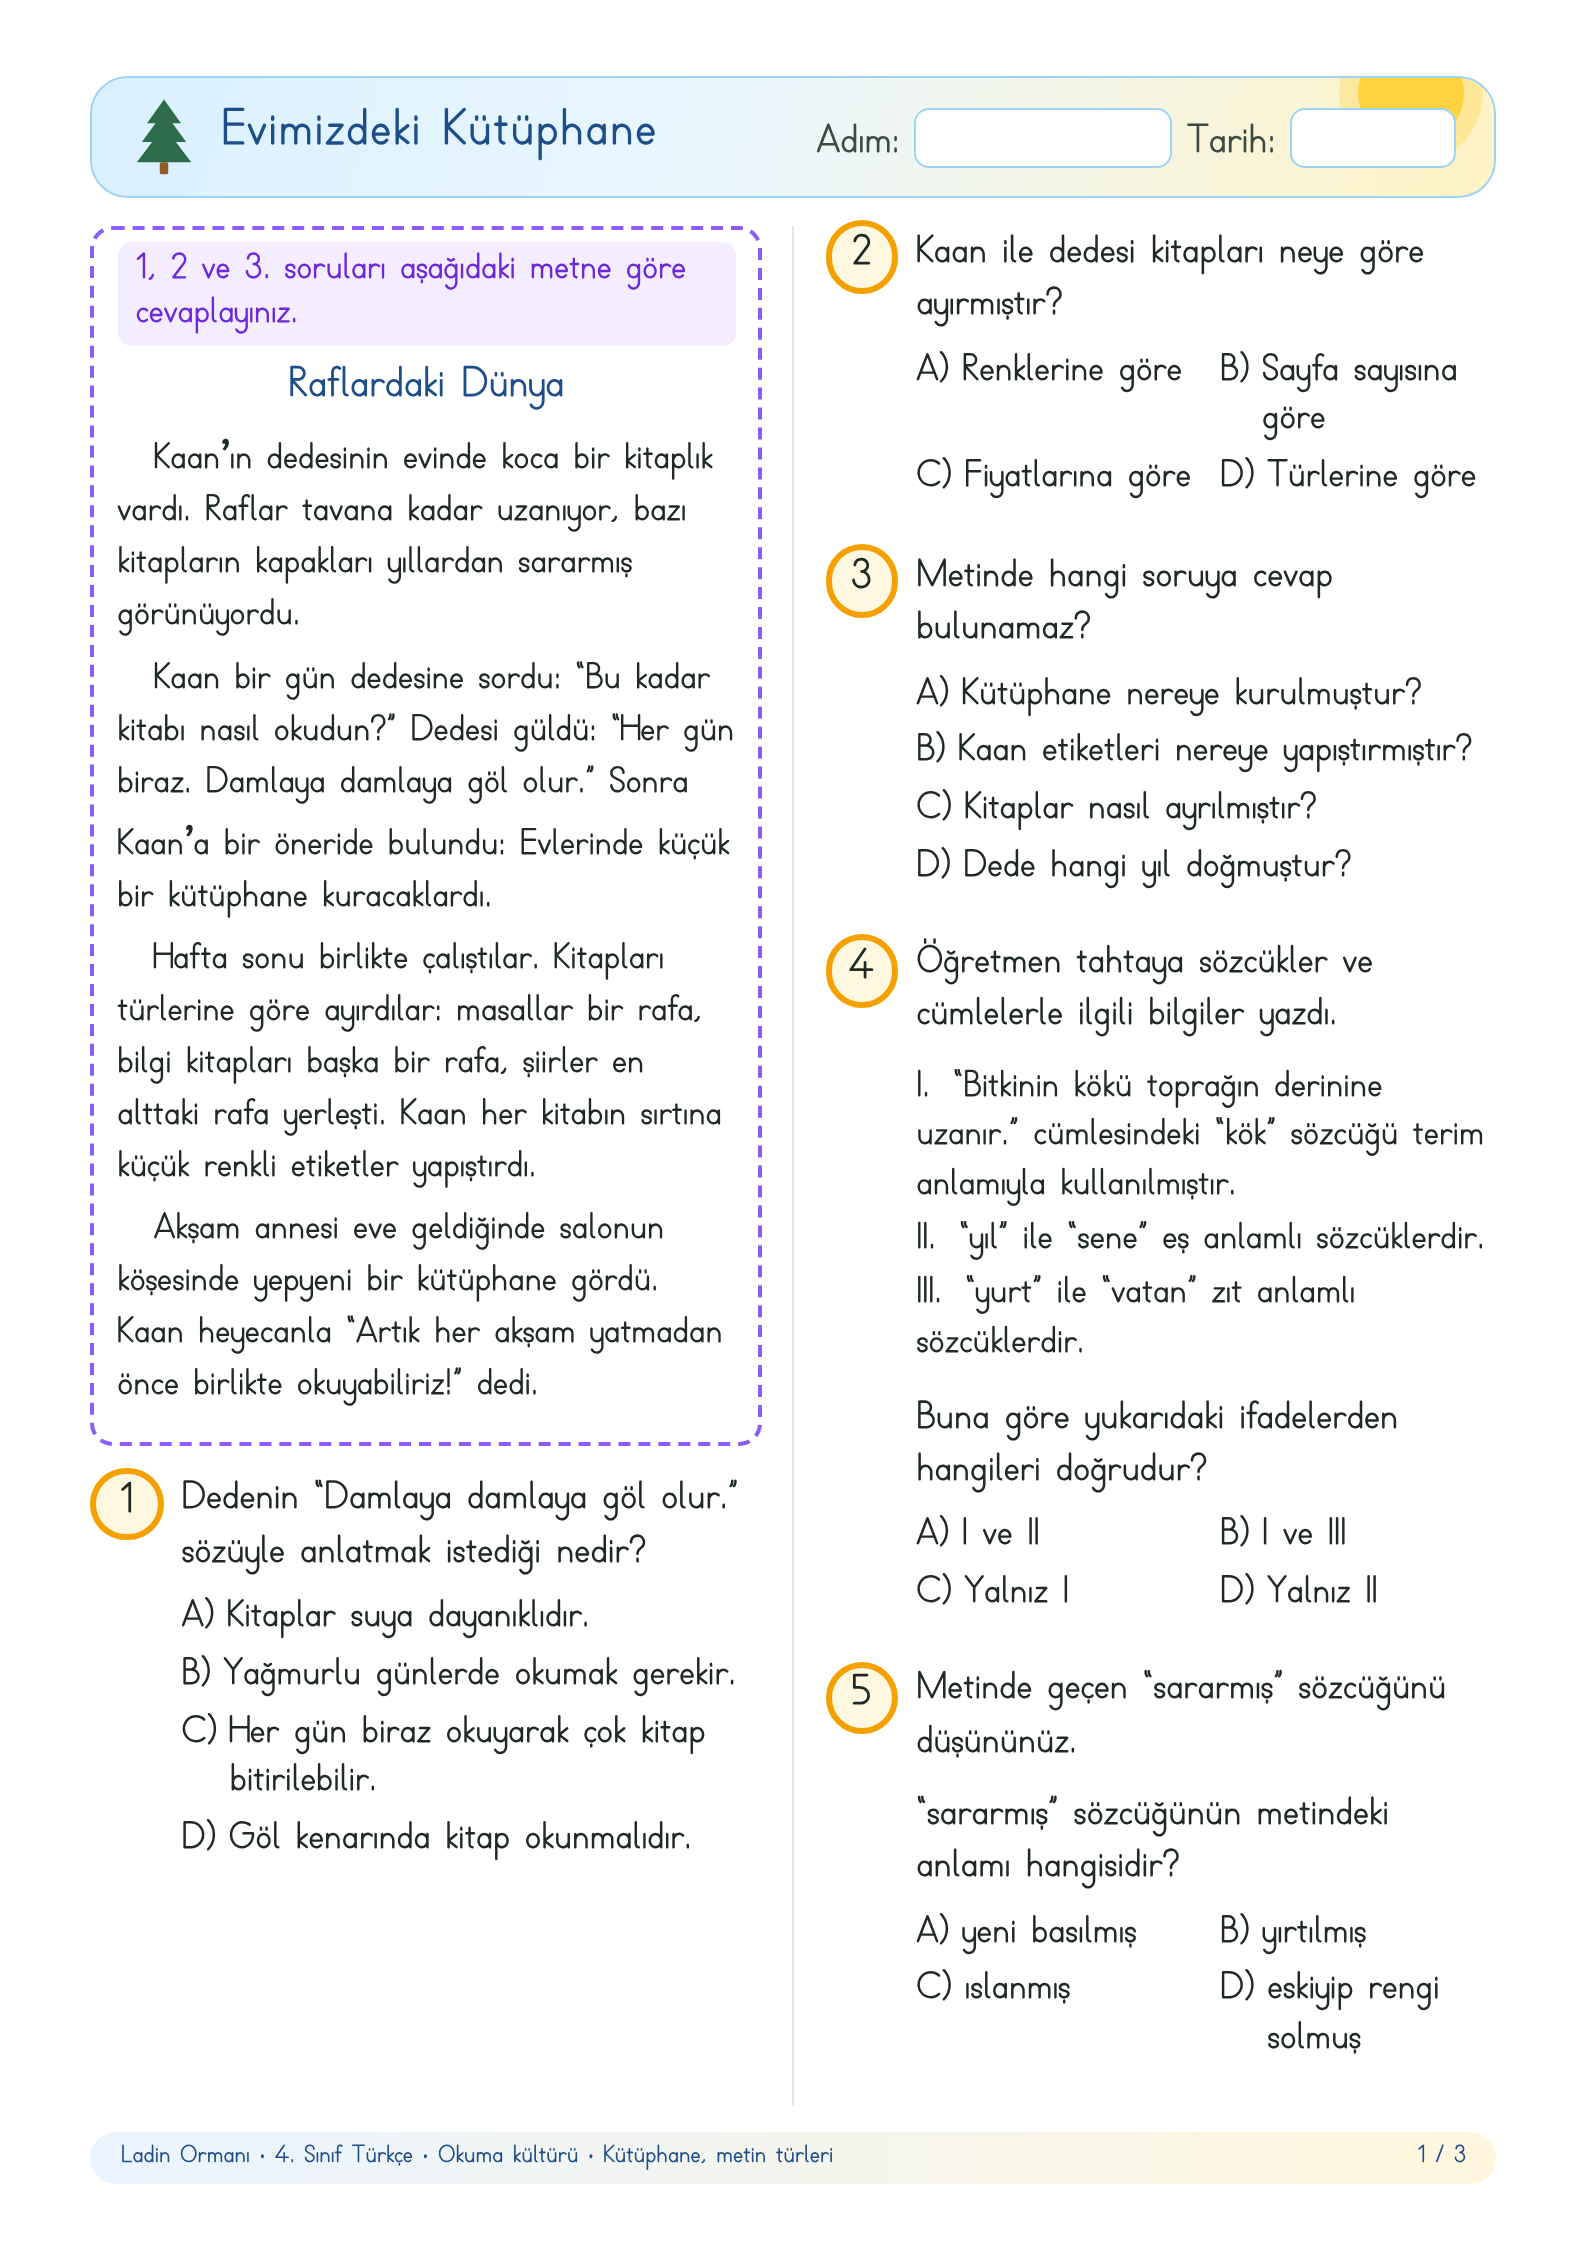 Evimizdeki Kütüphane
Adım:
Tarih:
1, 2 ve 3. soruları aşağıdaki metne göre
cevaplayınız.
Raflardaki Dünya
Kaan’ın dedesinin evinde koca bir kitaplık
vardı. Raflar tavana kadar uzanıyor, bazı
kitapların kapakları yıllardan sararmış
görünüyordu.
Kaan bir gün dedesine sordu: “Bu kadar
kitabı nasıl okudun?” Dedesi güldü: “Her gün
biraz. Damlaya damlaya göl olur.” Sonra
Kaan’a bir öneride bulundu: Evlerinde küçük
bir kütüphane kuracaklardı.
Hafta sonu birlikte çalıştılar. Kitapları
türlerine göre ayırdılar: masallar bir rafa,
bilgi kitapları başka bir rafa, şiirler en
alttaki rafa yerleşti. Kaan her kitabın sırtına
küçük renkli etiketler yapıştırdı.
Akşam annesi eve geldiğinde salonun
köşesinde yepyeni bir kütüphane gördü.
Kaan heyecanla “Artık her akşam yatmadan
önce birlikte okuyabiliriz!” dedi.
1
Dedenin “Damlaya damlaya göl olur.”
sözüyle anlatmak istediği nedir?
A) Kitaplar suya dayanıklıdır.
B) Yağmurlu günlerde okumak gerekir.
C) Her gün biraz okuyarak çok kitap
bitirilebilir.
D) Göl kenarında kitap okunmalıdır.
2
Kaan ile dedesi kitapları neye göre
ayırmıştır?
A) Renklerine göre
B) Sayfa sayısına
göre
C) Fiyatlarına göre
D) Türlerine göre
3
Metinde hangi soruya cevap
bulunamaz?
A) Kütüphane nereye kurulmuştur?
B) Kaan etiketleri nereye yapıştırmıştır?
C) Kitaplar nasıl ayrılmıştır?
D) Dede hangi yıl doğmuştur?
4
Öğretmen tahtaya sözcükler ve
cümlelerle ilgili bilgiler yazdı.
I. “Bitkinin kökü toprağın derinine
uzanır.” cümlesindeki “kök” sözcüğü terim
anlamıyla kullanılmıştır.
II. “yıl” ile “sene” eş anlamlı sözcüklerdir.
III. “yurt” ile “vatan” zıt anlamlı
sözcüklerdir.
Buna göre yukarıdaki ifadelerden
hangileri doğrudur?
A) I ve II
B) I ve III
C) Yalnız I
D) Yalnız II
5
Metinde geçen “sararmış” sözcüğünü
düşününüz.
“sararmış” sözcüğünün metindeki
anlamı hangisidir?
A) yeni basılmış
B) yırtılmış
C) ıslanmış
D) eskiyip rengi
solmuş
Ladin Ormanı • 4. Sınıf Türkçe • Okuma kültürü • Kütüphane, metin türleri
1 / 3